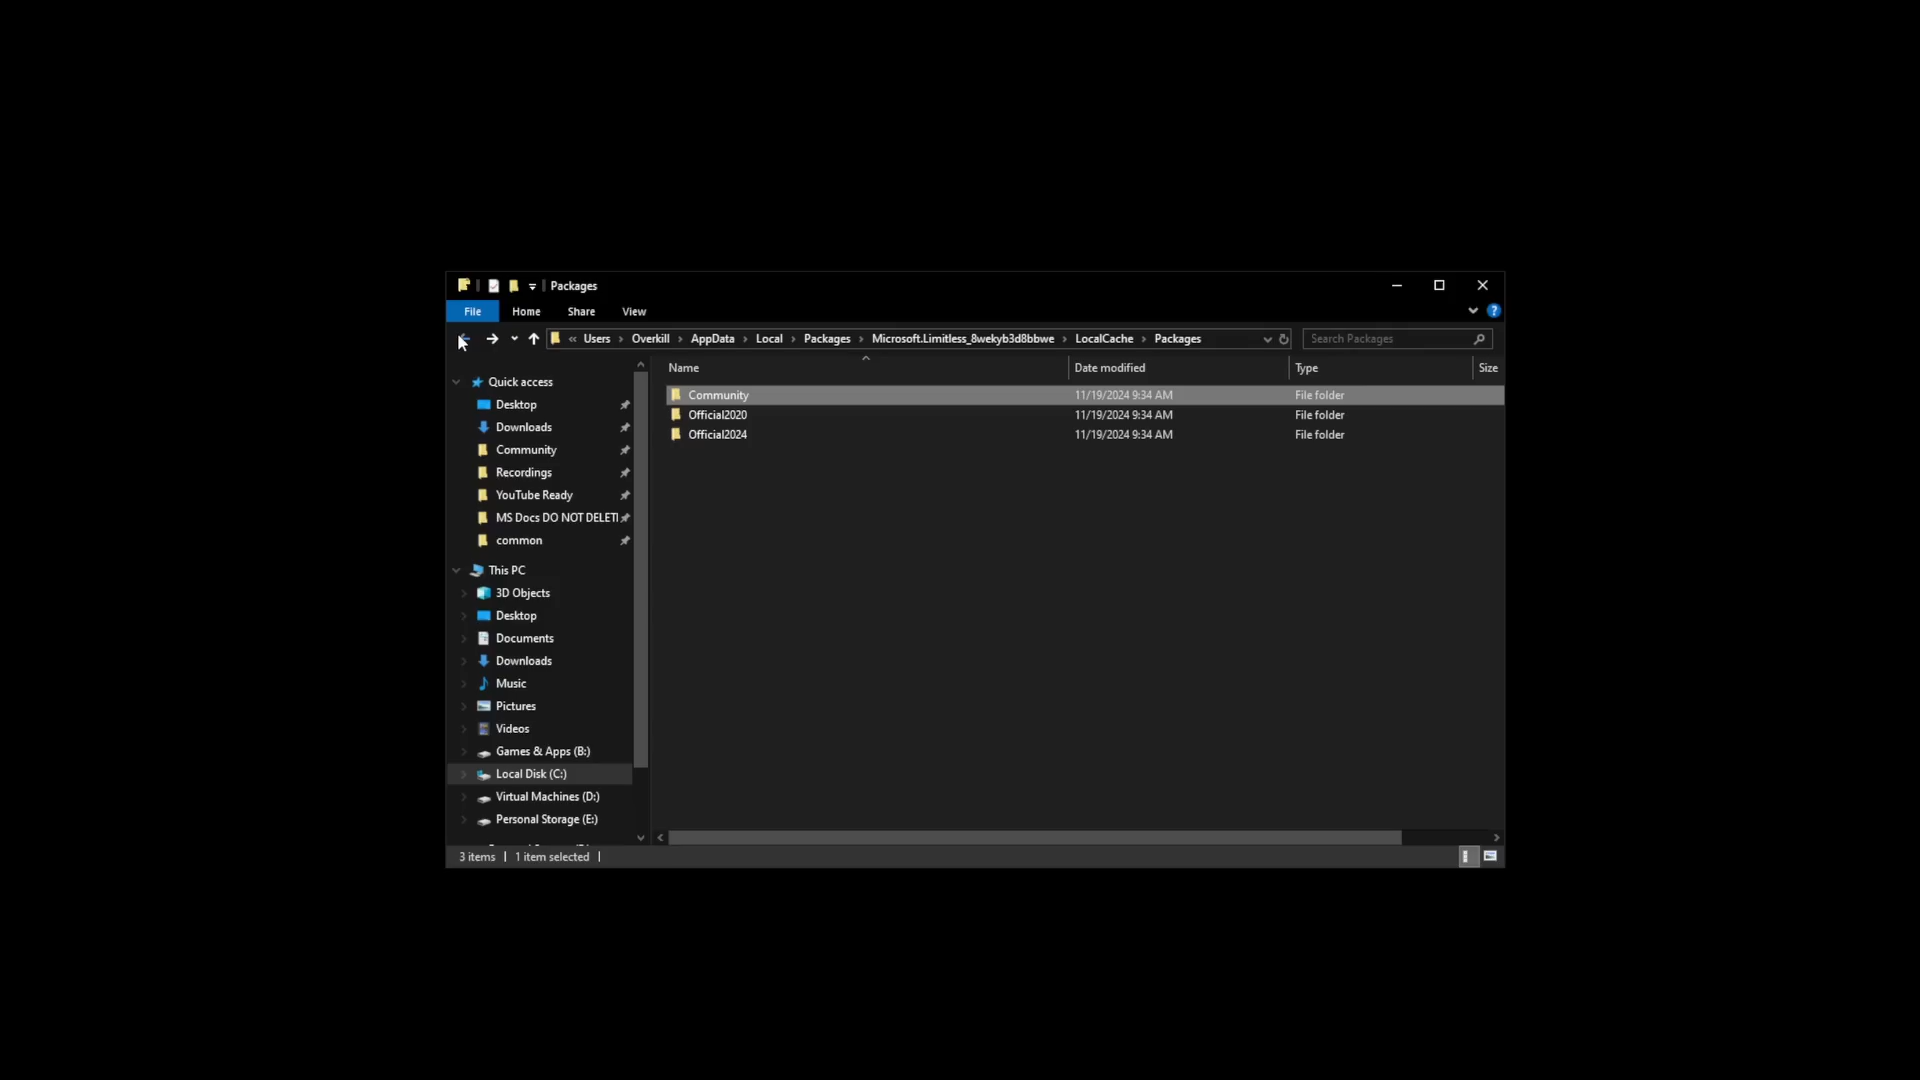 Packages
File Home Share View
« Users › Overkill › AppData › Local › Packages › Microsoft.Limitless_8wekyb3d8bbwe › LocalCache › Packages
Search Packages
Name Date modified Type Size
Community 11/19/2024 9:34 AM File folder
Official2020 11/19/2024 9:34 AM File folder
Official2024 11/19/2024 9:34 AM File folder
Quick access
Desktop
Downloads
Community
Recordings
YouTube Ready
MS Docs DO NOT DELET
common
This PC
3D Objects
Desktop
Documents
Downloads
Music
Pictures
Videos
Games & Apps (B:)
Local Disk (C:)
Virtual Machines (D:)
Personal Storage (E:)
3 items | 1 item selected |